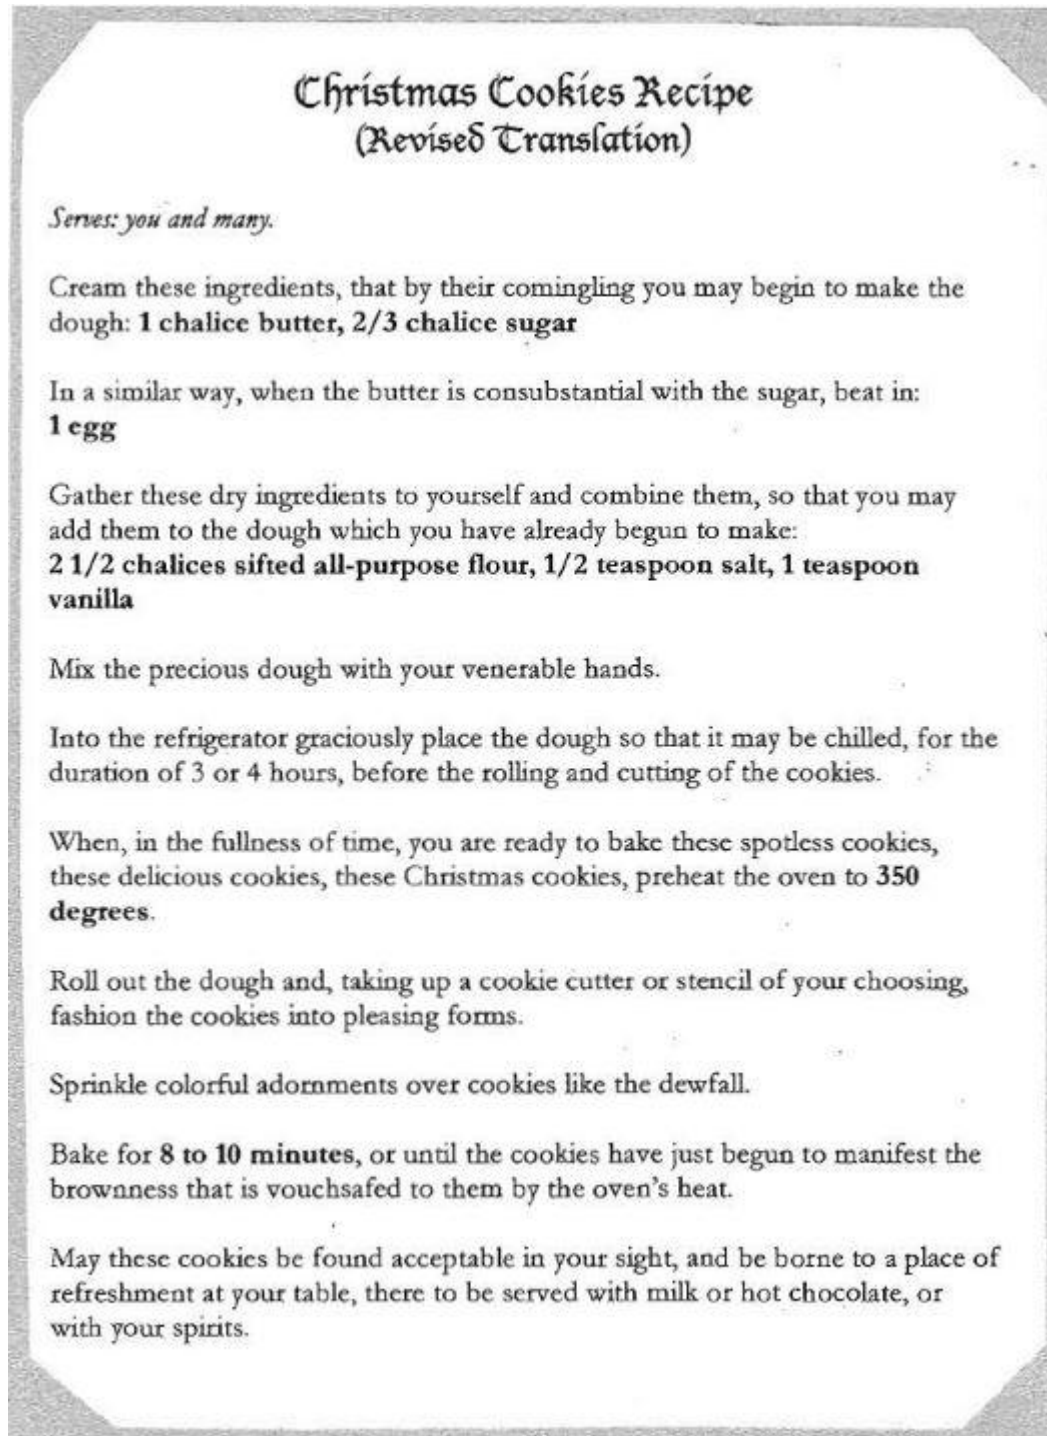 Christmas Cookies Recipe
(Revised Translation)
Serves: you and many.
Cream these ingredients, that by their comingling you may begin to make the
dough: 1 chalice butter, 2/3 chalice sugar
In a similar way, when the butter is consubstantial with the sugar, beat in:
1 egg
Gather these dry ingredients to yourself and combine them, so that you may
add them to the dough which you have already begun to make:
2 1/2 chalices sifted all-purpose flour, 1/2 teaspoon salt, 1 teaspoon
vanilla
Mix the precious dough with your venerable hands.
Into the refrigerator graciously place the dough so that it may be chilled, for the
duration of 3 or 4 hours, before the rolling and cutting of the cookies.
When, in the fullness of time, you are ready to bake these spotless cookies,
these delicious cookies, these Christmas cookies, preheat the oven to 350
degrees.
Roll out the dough and, taking up a cookie cutter or stencil of your choosing,
fashion the cookies into pleasing forms.
Sprinkle colorful adornments over cookies like the dewfall.
Bake for 8 to 10 minutes, or until the cookies have just begun to manifest the
brownness that is vouchsafed to them by the oven's heat.
May these cookies be found acceptable in your sight, and be borne to a place of
refreshment at your table, there to be served with milk or hot chocolate, or
with your spirits.